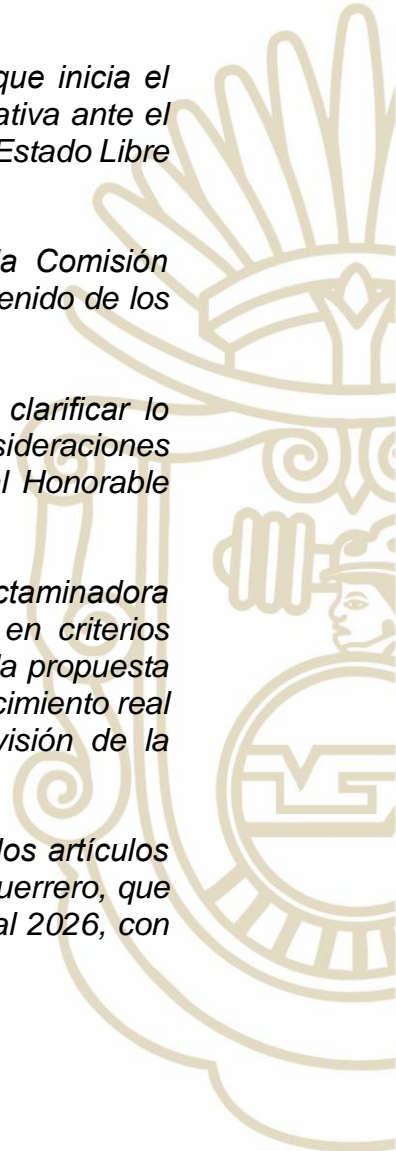 que inicia el
ativa ante el
Estado Libre
la Comisión
tenido de los
clarificar lo
sideraciones
l Honorable
ctaminadora
en criterios
la propuesta
cimiento real
visión de la
los artículos
uerrero, que
al 2026, con